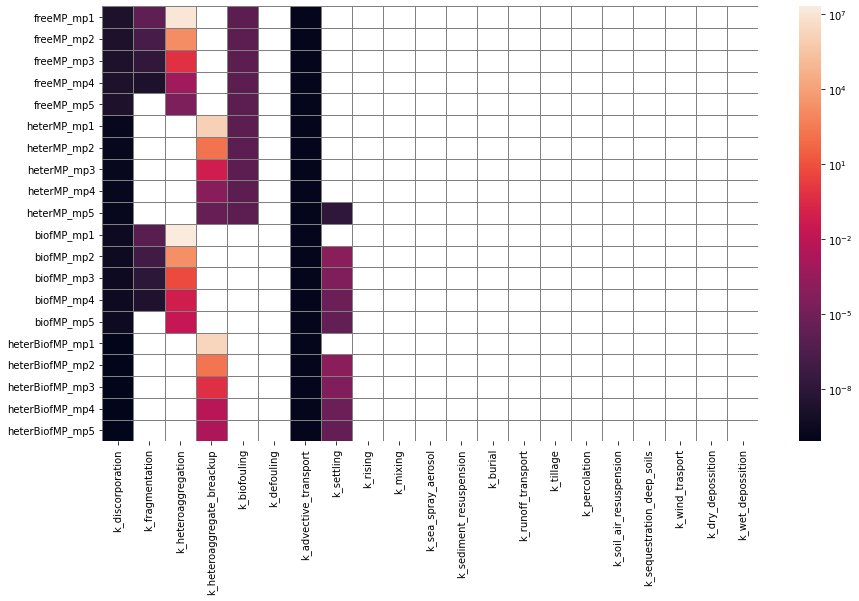 freeMP_mp1
freeMP_mp2
freeMP_mp3
freeMP_mp4
freeMP_mp5
heterMP_mp1
heterMP_mp2
heterMP_mp3
heterMP_mp4
heterMP_mp5
biofMP_mp1
biofMP_mp2
biofMP_mp3
biofMP_mp4
biofMP_mp5
heterBiofMP_mp1
heterBiofMP_mp2
heterBiofMP_mp3
heterBiofMP_mp4
heterBiofMP_mp5
k_discorporation
k_fragmentation
k_heteroaggregation
k_heteroaggregate_breackup
k_biofouling
k_defouling
k_advective_transport
k_settling
k_rising
k_mixing
k_sea_spray_aerosol
k_sediment_resuspension
k_burial
k_runoff_transport
k_tillage
k_percolation
k_soil_air_resuspension
k_sequestration_deep_soils
k_wind_trasport
k_dry_depossition
k_wet_depossition
10⁷
10⁴
10¹
10⁻²
10⁻⁵
10⁻⁸